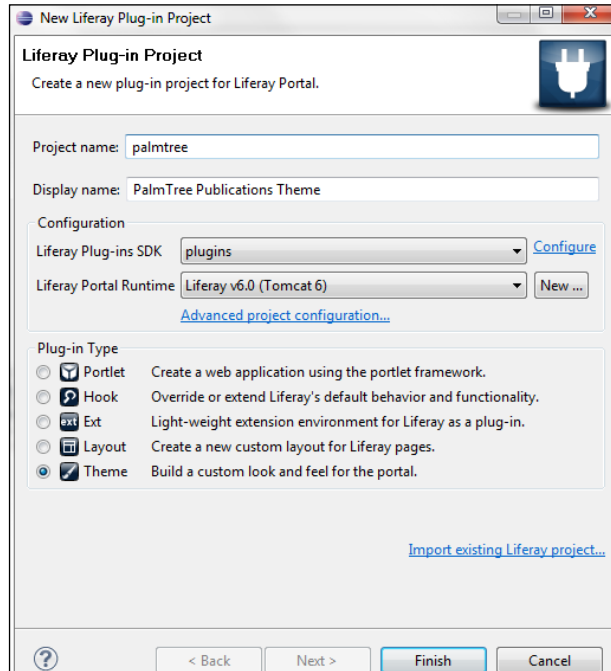 New Liferay Plug-in Project
Liferay Plug-in Project
Create a new plug-in project for Liferay Portal.
Project name: palmtree
Display name: PalmTree Publications Theme
Configuration
Liferay Plug-ins SDK plugins Configure
Liferay Portal Runtime Liferay v6.0 (Tomcat 6) New ...
Advanced project configuration...
Plug-in Type
Portlet Create a web application using the portlet framework.
Hook Override or extend Liferay's default behavior and functionality.
ext Ext Light-weight extension environment for Liferay as a plug-in.
Layout Create a new custom layout for Liferay pages.
Theme Build a custom look and feel for the portal.
Import existing Liferay project...
? < Back Next > Finish Cancel